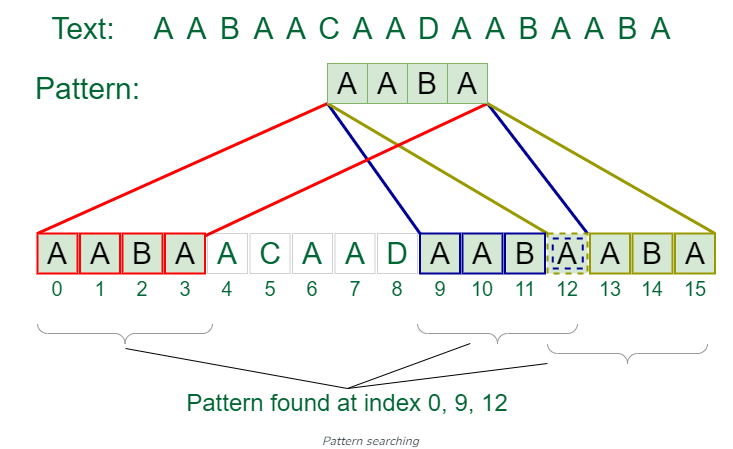 Text: A A B A A C A A D A A B A A B A
Pattern: A A B A
A A B A A C A A D A A B A A B A
0 1 2 3 4 5 6 7 8 9 10 11 12 13 14 15
Pattern found at index 0, 9, 12
Pattern searching